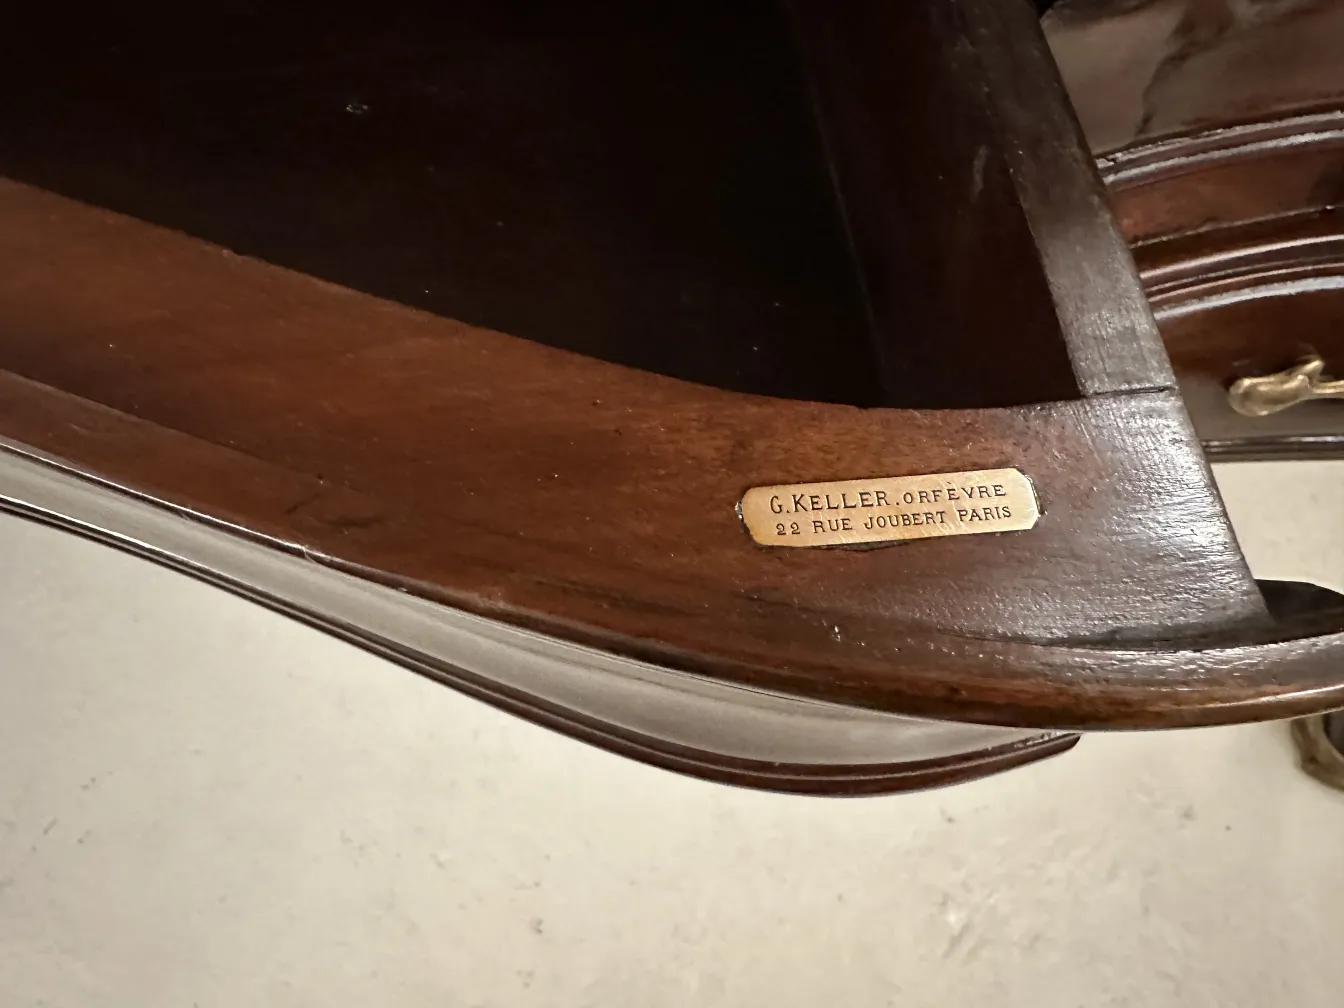 G. KELLER. ORFÈVRE
22 RUE JOUBERT PARIS